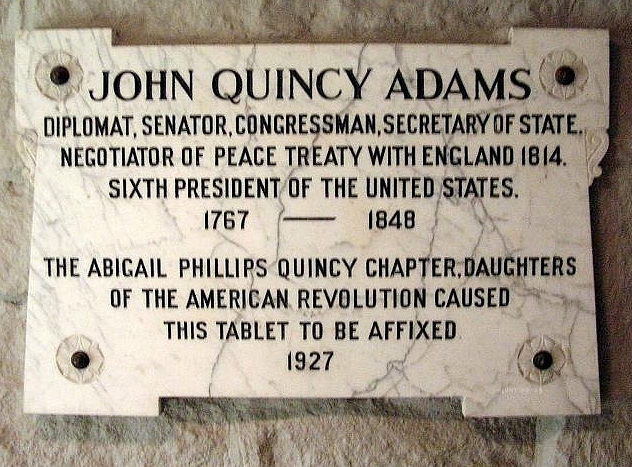 JOHN QUINCY ADAMS
DIPLOMAT, SENATOR, CONGRESSMAN, SECRETARY OF STATE.
NEGOTIATOR OF PEACE TREATY WITH ENGLAND 1814.
SIXTH PRESIDENT OF THE UNITED STATES.
1767 — 1848
THE ABIGAIL PHILLIPS QUINCY CHAPTER, DAUGHTERS
OF THE AMERICAN REVOLUTION CAUSED
THIS TABLET TO BE AFFIXED
1927